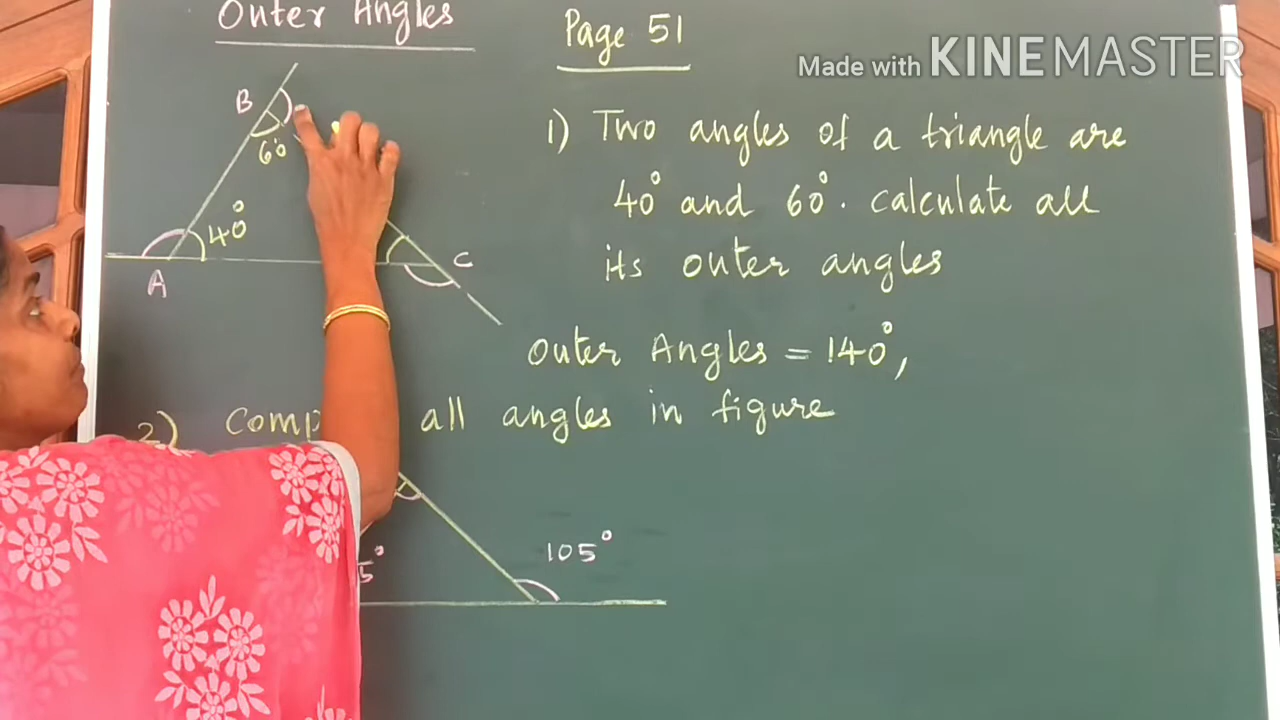 Outer Angles
Page 51
Made with KINEMASTER
B
60
40°
A
C
1) Two angles of a triangle are
40° and 60°. Calculate all
its outer angles
Outer Angles = 140°,
2) all angles in figure
105°